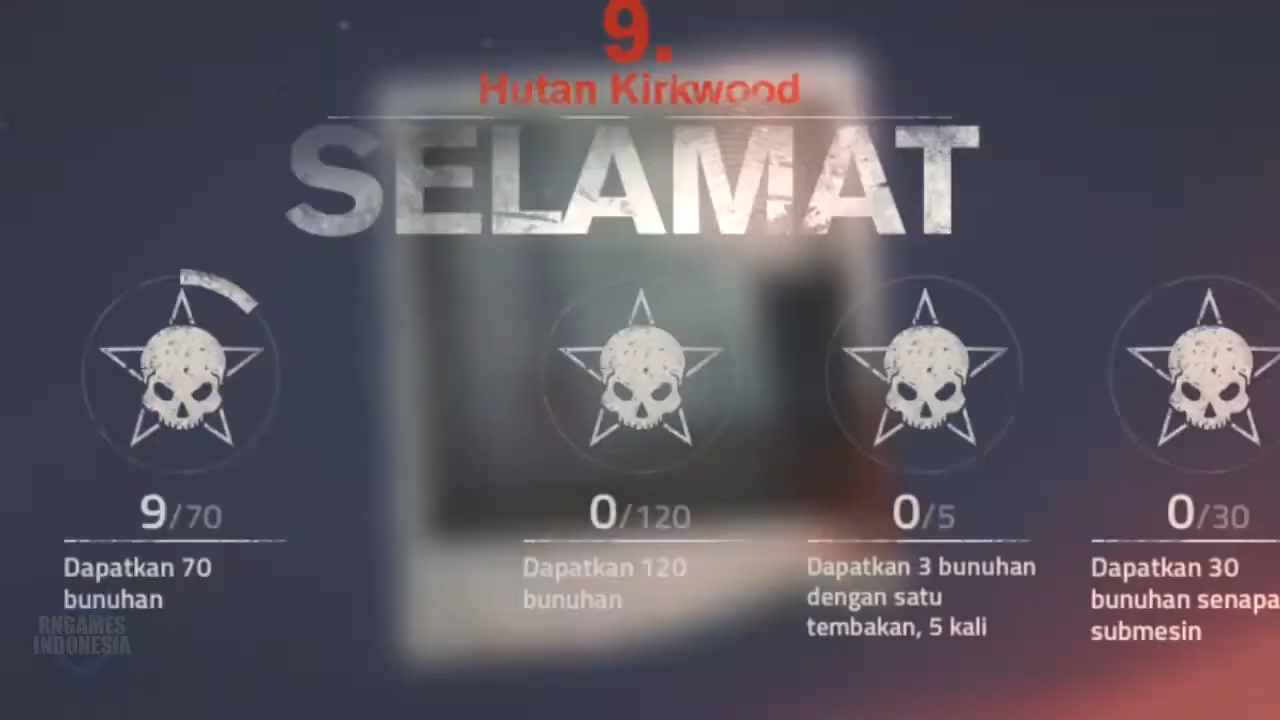 9.
Hutan Kirkwood
SELAMAT
9/70
Dapatkan 70
bunuhan
0/120
Dapatkan 120
bunuhan
0/5
Dapatkan 3 bunuhan
dengan satu
tembakan, 5 kali
0/30
Dapatkan 30
bunuhan senapa
submesin
RNGAMES
INDONESIA